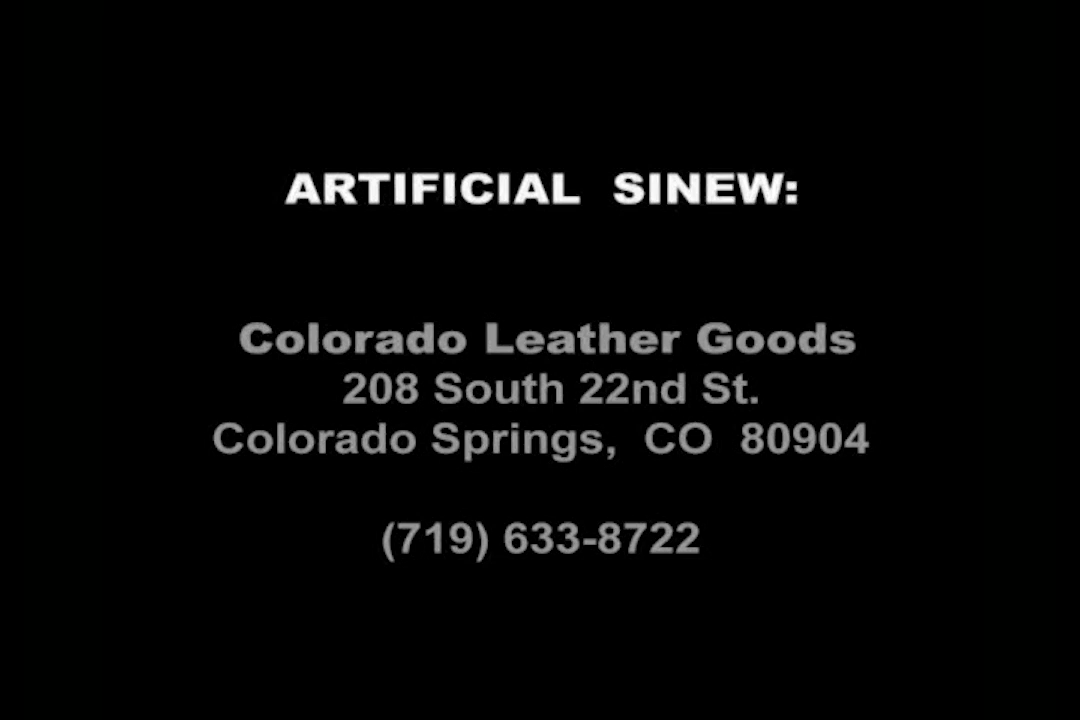 ARTIFICIAL SINEW:
Colorado Leather Goods
208 South 22nd St.
Colorado Springs, CO 80904
(719) 633-8722